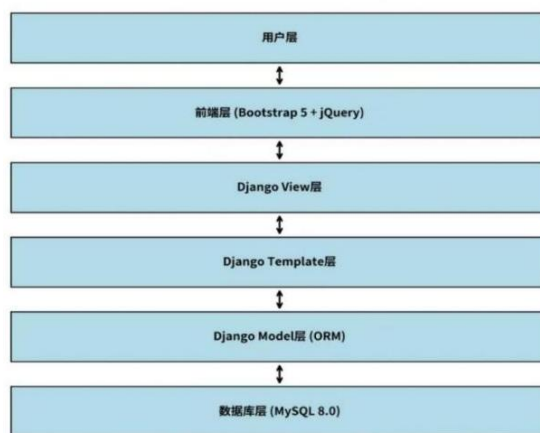 用户层
前端层 (Bootstrap 5 + jQuery)
Django View层
Django Template层
Django Model层 (ORM)
数据库层 (MySQL 8.0)